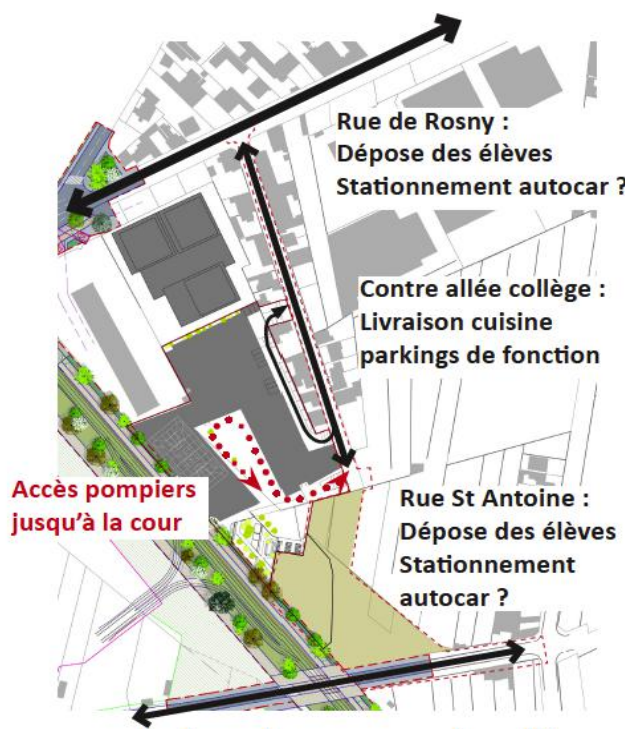 Rue de Rosny :
Dépose des élèves
Stationnement autocar ?
Contre allée collège :
Livraison cuisine
parkings de fonction
Accès pompiers
jusqu'à la cour
Rue St Antoine :
Dépose des élèves
Stationnement
autocar ?